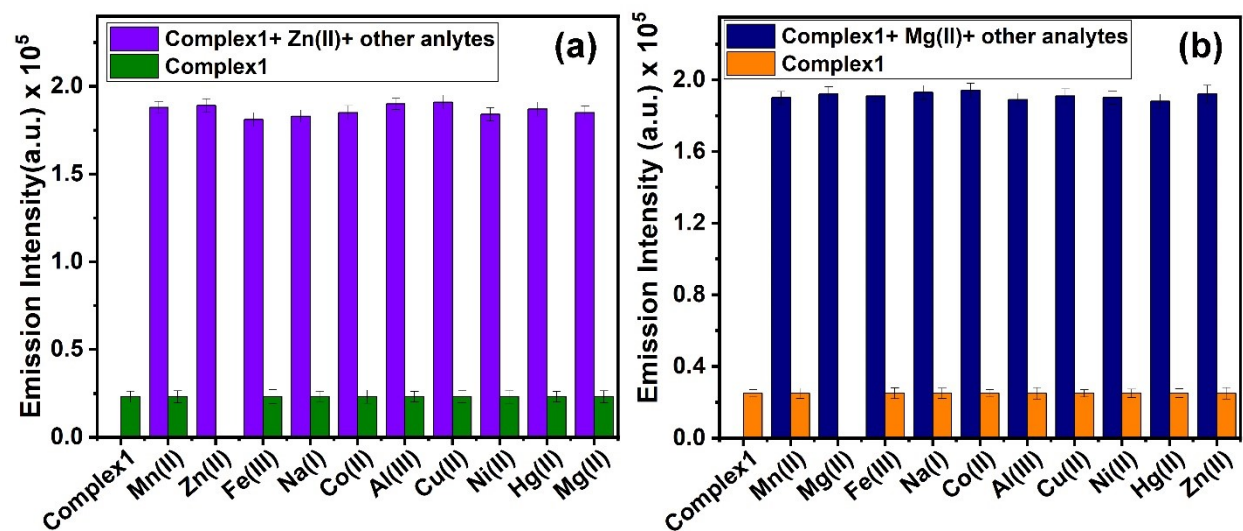 Complex1+ Zn(II)+ other anlytes
Complex1
(a)
Emission Intensity(a.u.) x 10⁵
2.0
1.5
1.0
0.5
0.0
Complex1
Mn(II)
Zn(II)
Fe(III)
Na(I)
Co(II)
Al(III)
Cu(II)
Ni(II)
Hg(II)
Mg(II)
Complex1+ Mg(II)+ other analytes
Complex1
(b)
Emission Intensity (a.u.) x 10⁵
2.0
1.6
1.2
0.8
0.4
0.0
Complex1
Mn(II)
Mg(II)
Fe(III)
Na(I)
Co(II)
Al(III)
Cu(II)
Ni(II)
Hg(II)
Zn(II)